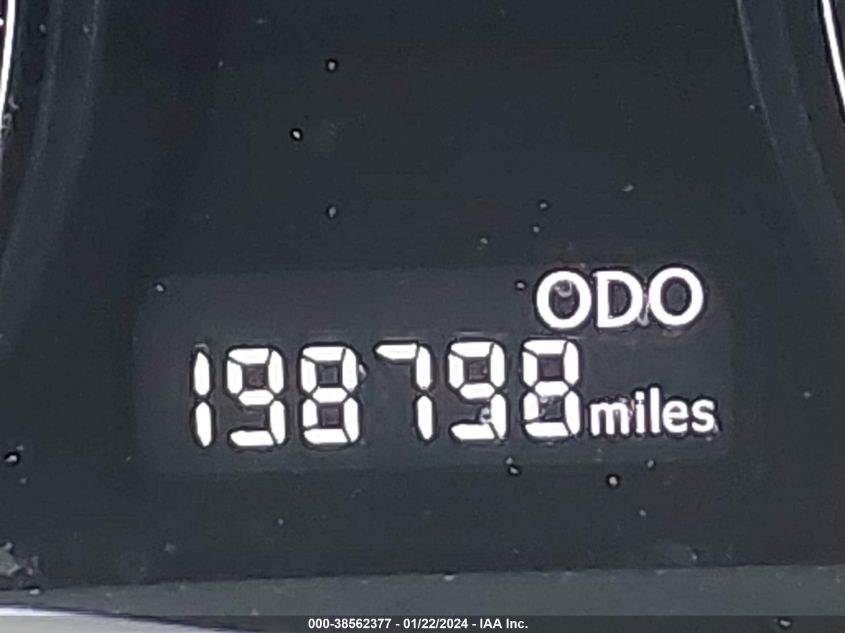 ODO
198798 miles
000-38562377 - 01/22/2024 - IAA Inc.